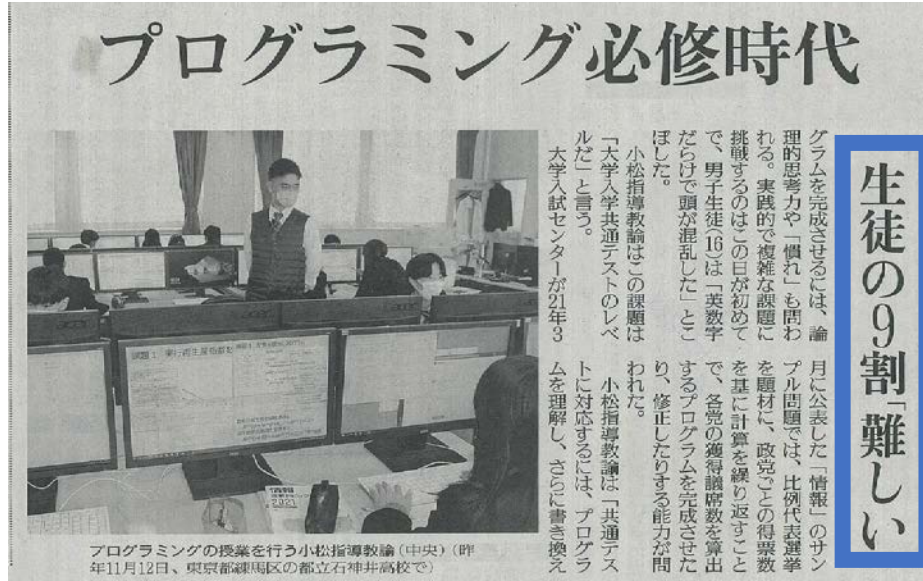 プログラミング必修時代
生徒の9割「難しい
グラムを完成させるには、論
理的思考力や「慣れ」も問わ
れる。実践的で複雑な課題に
挑戦するのはこの日が初めて
で、男子生徒(16)は「英数字
だらけで頭が混乱した」とこ
ぼした。
小松指導教諭はこの課題は
「大学入学共通テストのレベ
ルだ」と言う。
大学入試センターが21年3
月に公表した「情報」のサン
プル問題では、比例代表選挙
を題材に、政党ごとの得票数
を基に計算を繰り返すこと
で、各党の獲得議席数を算出
するプログラムを完成させた
り、修正したりする能力が問
われた。
小松指導教諭は「共通テス
トに対応するには、プログラ
ムを理解し、さらに書き換え
プログラミングの授業を行う小松指導教諭(中央)(昨
年11月12日、東京都練馬区の都立石神井高校で)
情報
2021